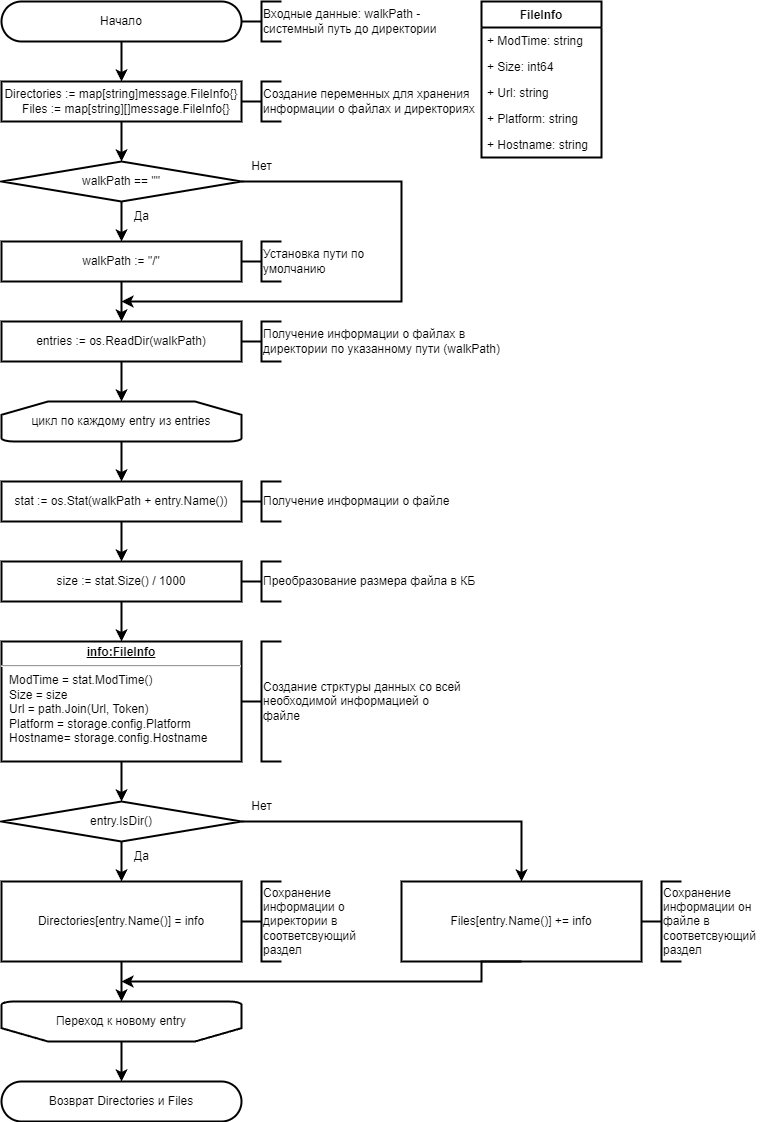 Начало
Входные данные: walkPath -
системный путь до директории
FileInfo
+ ModTime: string
+ Size: int64
+ Url: string
+ Platform: string
+ Hostname: string
Directories := map[string]message.FileInfo{}
Files := map[string][]message.FileInfo{}
Создание переменных для хранения
информации о файлах и директориях
walkPath == ""
Нет
Да
walkPath := "/"
Установка пути по
умолчанию
entries := os.ReadDir(walkPath)
Получение информации о файлах в
директории по указанному пути (walkPath)
цикл по каждому entry из entries
stat := os.Stat(walkPath + entry.Name())
Получение информации о файле
size := stat.Size() / 1000
Преобразование размера файла в КБ
info:FileInfo
ModTime = stat.ModTime()
Size = size
Url = path.Join(Url, Token)
Platform = storage.config.Platform
Hostname= storage.config.Hostname
Создание стрктуры данных со всей
необходимой информацией о
файле
entry.IsDir()
Нет
Да
Directories[entry.Name()] = info
Сохранение
информации о
директории в
соответсвующий
раздел
Files[entry.Name()] += info
Сохранение
информации он
файле в
соответсвующий
раздел
Переход к новому entry
Возврат Directories и Files